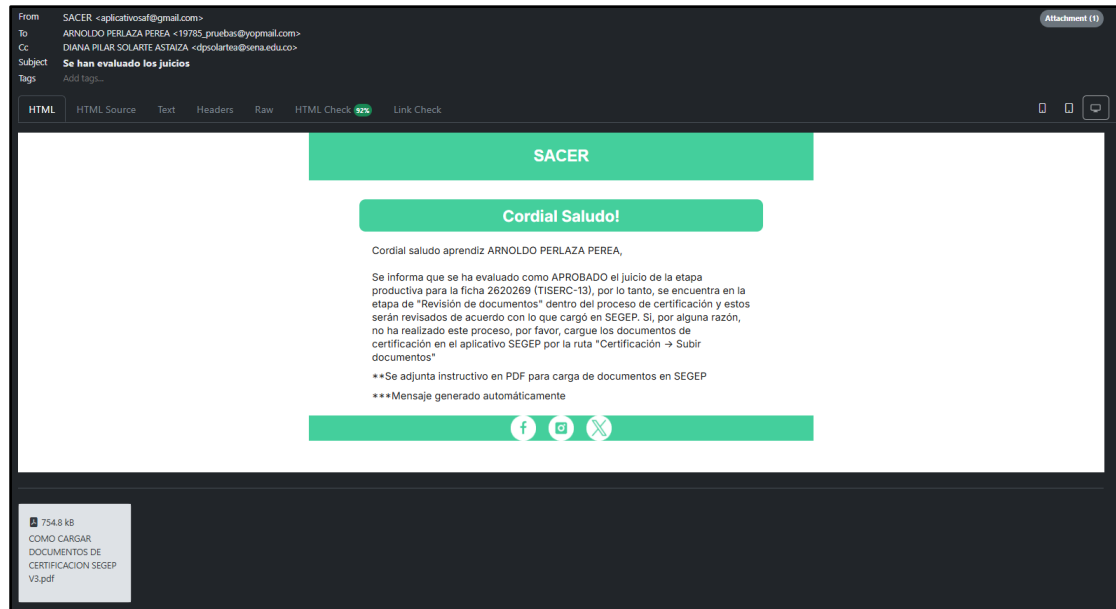 From SACER <aplicativosaf@gmail.com>
Attachment (1)
To ARNOLDO PERLAZA PEREA <19785_pruebas@yopmail.com>
Cc DIANA PILAR SOLARTE ASTAIZA <dpsolartea@sena.edu.co>
Subject Se han evaluado los juicios
Tags Add tags...
HTML HTML Source Text Headers Raw HTML Check 92% Link Check
SACER
Cordial Saludo!
Cordial saludo aprendiz ARNOLDO PERLAZA PEREA,
Se informa que se ha evaluado como APROBADO el juicio de la etapa
productiva para la ficha 2620269 (TISERC-13), por lo tanto, se encuentra en la
etapa de "Revisión de documentos" dentro del proceso de certificación y estos
serán revisados de acuerdo con lo que cargó en SEGEP. Si, por alguna razón,
no ha realizado este proceso, por favor, cargue los documentos de
certificación en el aplicativo SEGEP por la ruta "Certificación → Subir
documentos"
**Se adjunta instructivo en PDF para carga de documentos en SEGEP
***Mensaje generado automáticamente
754.8 kB
COMO CARGAR
DOCUMENTOS DE
CERTIFICACION SEGEP
V3.pdf